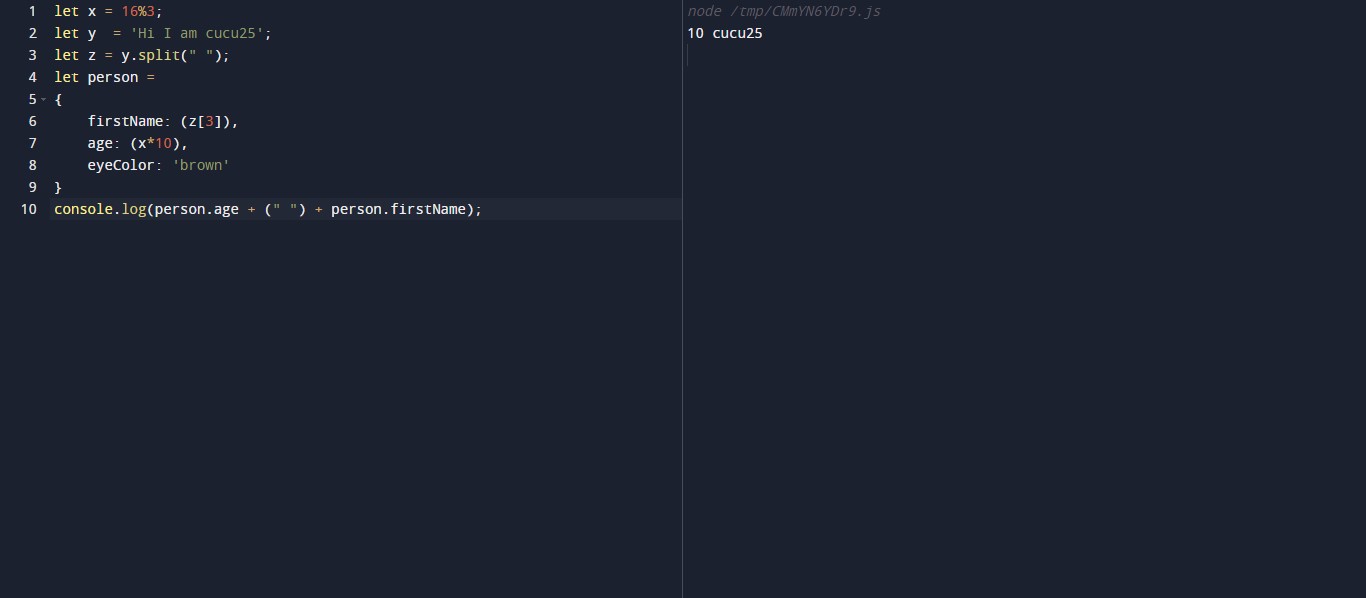 1 let x = 16%3;
2 let y  = 'Hi I am cucu25';
3 let z = y.split(" ");
4 let person =
5 {
6     firstName: (z[3]),
7     age: (x*10),
8     eyeColor: 'brown'
9 }
10 console.log(person.age + (" ") + person.firstName);
node /tmp/CMmYN6YDr9.js
10 cucu25